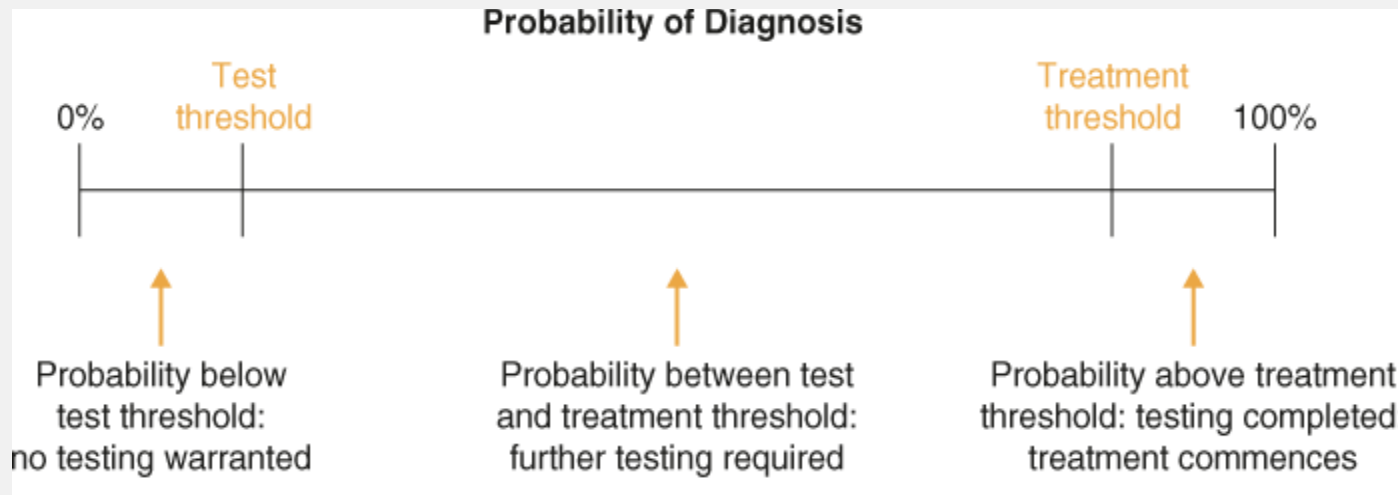 Probability of Diagnosis
Test
threshold
Treatment
threshold
0%
100%
Probability below
test threshold:
no testing warranted
Probability between test
and treatment threshold:
further testing required
Probability above treatment
threshold: testing completed
treatment commences